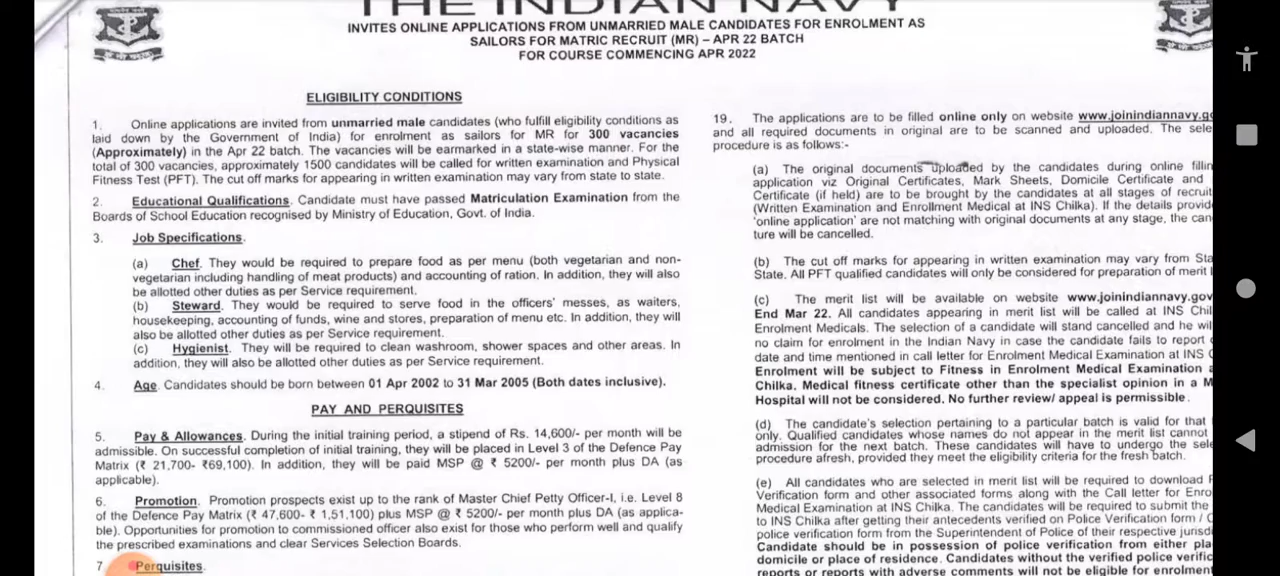 THE INDIAN NAVY
INVITES ONLINE APPLICATIONS FROM UNMARRIED MALE CANDIDATES FOR ENROLMENT AS
SAILORS FOR MATRIC RECRUIT (MR) – APR 22 BATCH
FOR COURSE COMMENCING APR 2022
ELIGIBILITY CONDITIONS
1. Online applications are invited from unmarried male candidates (who fulfill eligibility conditions as
laid down by the Government of India) for enrolment as sailors for MR for 300 vacancies
(Approximately) in the Apr 22 batch. The vacancies will be earmarked in a state-wise manner. For the
total of 300 vacancies, approximately 1500 candidates will be called for written examination and Physical
Fitness Test (PFT). The cut off marks for appearing in written examination may vary from state to state.
2. Educational Qualifications. Candidate must have passed Matriculation Examination from the
Boards of School Education recognised by Ministry of Education, Govt. of India.
3. Job Specifications.
(a) Chef. They would be required to prepare food as per menu (both vegetarian and non-
vegetarian including handling of meat products) and accounting of ration. In addition, they will also
be allotted other duties as per Service requirement.
(b) Steward. They would be required to serve food in the officers' messes, as waiters,
housekeeping, accounting of funds, wine and stores, preparation of menu etc. In addition, they will
also be allotted other duties as per Service requirement.
(c) Hygienist. They will be required to clean washroom, shower spaces and other areas. In
addition, they will also be allotted other duties as per Service requirement.
4. Age. Candidates should be born between 01 Apr 2002 to 31 Mar 2005 (Both dates inclusive).
PAY AND PERQUISITES
5. Pay & Allowances. During the initial training period, a stipend of Rs. 14,600/- per month will be
admissible. On successful completion of initial training, they will be placed in Level 3 of the Defence Pay
Matrix (₹ 21,700- ₹69,100). In addition, they will be paid MSP @ ₹ 5200/- per month plus DA (as
applicable).
6. Promotion. Promotion prospects exist up to the rank of Master Chief Petty Officer-I, i.e. Level 8
of the Defence Pay Matrix (₹ 47,600- ₹ 1,51,100) plus MSP @ ₹ 5200/- per month plus DA (as applica-
ble). Opportunities for promotion to commissioned officer also exist for those who perform well and qualify
the prescribed examinations and clear Services Selection Boards.
7 Perquisites.
19. The applications are to be filled online only on website www.joinindiannavy.go
and all required documents in original are to be scanned and uploaded. The sele
procedure is as follows:-
(a) The original documents uploaded by the candidates during online fillin
application viz Original Certificates, Mark Sheets, Domicile Certificate and
Certificate (if held) are to be brought by the candidates at all stages of recruit
(Written Examination and Enrollment Medical at INS Chilka). If the details provid
'online application' are not matching with original documents at any stage, the can
ture will be cancelled.
(b) The cut off marks for appearing in written examination may vary from Sta
State. All PFT qualified candidates will only be considered for preparation of merit l
(c) The merit list will be available on website www.joinindiannavy.gov
End Mar 22. All candidates appearing in merit list will be called at INS Chil
Enrolment Medicals. The selection of a candidate will stand cancelled and he wil
no claim for enrolment in the Indian Navy in case the candidate fails to report
date and time mentioned in call letter for Enrolment Medical Examination at INS C
Enrolment will be subject to Fitness in Enrolment Medical Examination a
Chilka. Medical fitness certificate other than the specialist opinion in a M
Hospital will not be considered. No further review/ appeal is permissible.
(d) The candidate's selection pertaining to a particular batch is valid for that
only. Qualified candidates whose names do not appear in the merit list cannot
admission for the next batch. These candidates will have to undergo the sele
procedure afresh, provided they meet the eligibility criteria for the fresh batch.
(e) All candidates who are selected in merit list will be required to download P
Verification form and other associated forms along with the Call letter for Enro
Medical Examination at INS Chilka. The candidates will be required to submit the
to INS Chilka after getting their antecedents verified on Police Verification form / C
police verification form from the Superintendent of Police of their respective jurisdi
Candidate should be in possession of police verification from either pla
domicile or place of residence. Candidates without the verified police verific
reports or reports with adverse comments will not be eligible for enrolment